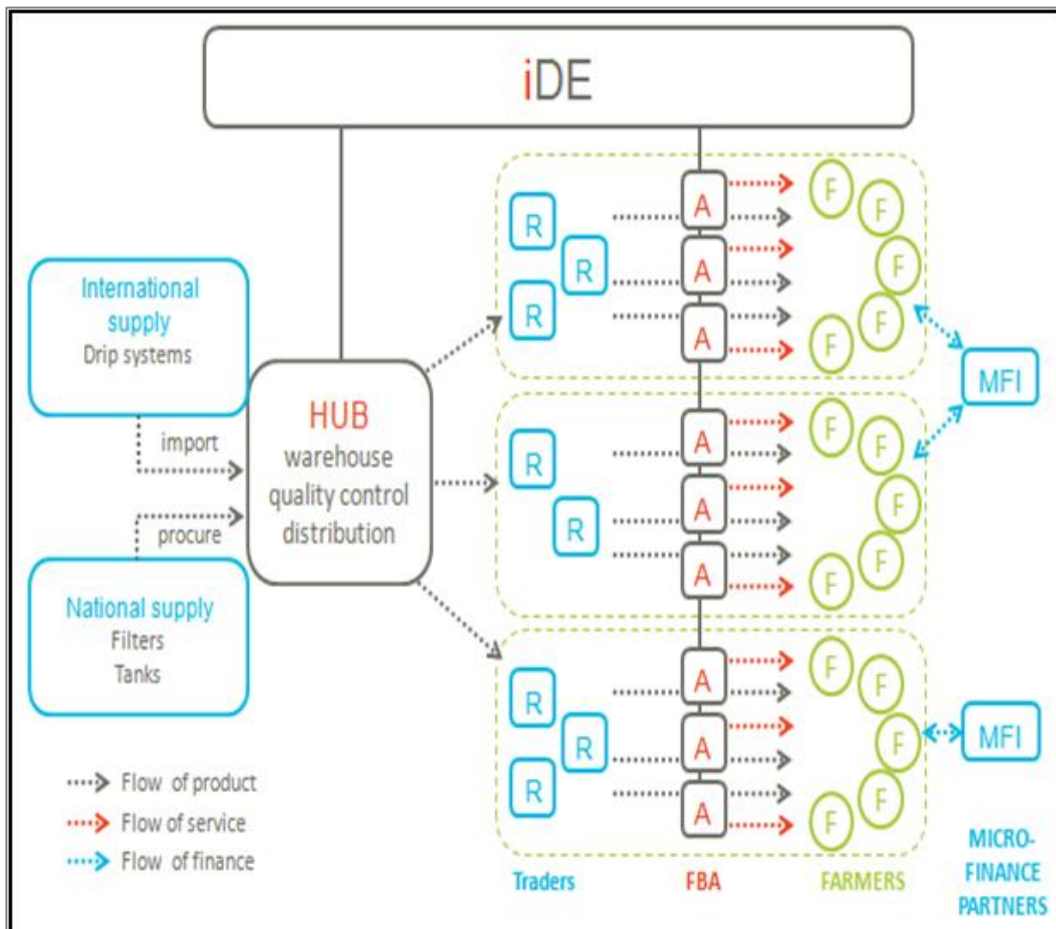 iDE
International
supply
Drip systems
import
procure
National supply
Filters
Tanks
HUB
warehouse
quality control
distribution
R
R
R
A
A
A
F
F
F
F
F
R
R
A
A
A
F
F
F
F
F
R
R
R
A
A
A
F
F
F
F
F
MFI
MFI
Flow of product
Flow of service
Flow of finance
Traders
FBA
FARMERS
MICRO-
FINANCE
PARTNERS